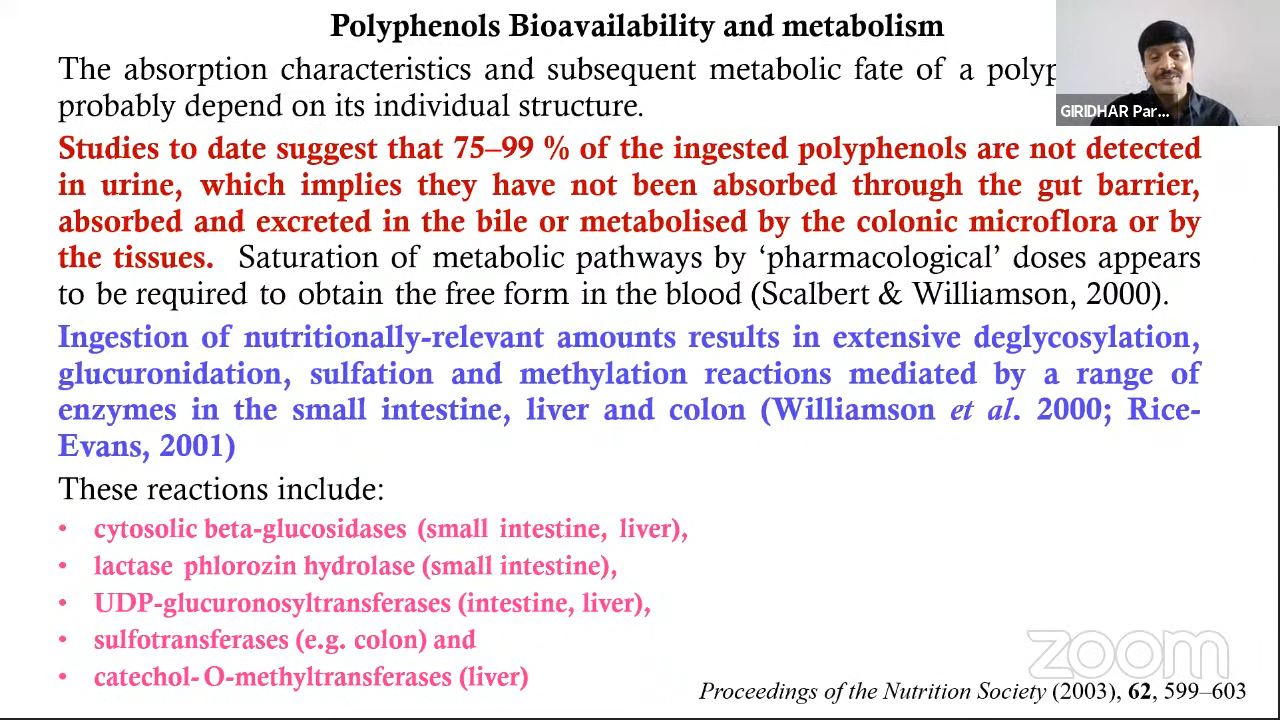 Polyphenols Bioavailability and metabolism
The absorption characteristics and subsequent metabolic fate of a
probably depend on its individual structure.
GIRIDHAR Par...
Studies to date suggest that 75–99 % of the ingested polyphenols are not detected
in urine, which implies they have not been absorbed through the gut barrier,
absorbed and excreted in the bile or metabolised by the colonic microflora or by
the tissues. Saturation of metabolic pathways by ‘pharmacological’ doses appears
to be required to obtain the free form in the blood (Scalbert & Williamson, 2000).
Ingestion of nutritionally-relevant amounts results in extensive deglycosylation,
glucuronidation, sulfation and methylation reactions mediated by a range of
enzymes in the small intestine, liver and colon (Williamson et al. 2000; Rice-
Evans, 2001)
These reactions include:
• cytosolic beta-glucosidases (small intestine, liver),
• lactase phlorozin hydrolase (small intestine),
• UDP-glucuronosyltransferases (intestine, liver),
• sulfotransferases (e.g. colon) and
• catechol-O-methyltransferases (liver)
zoom
Proceedings of the Nutrition Society (2003), 62, 599–603